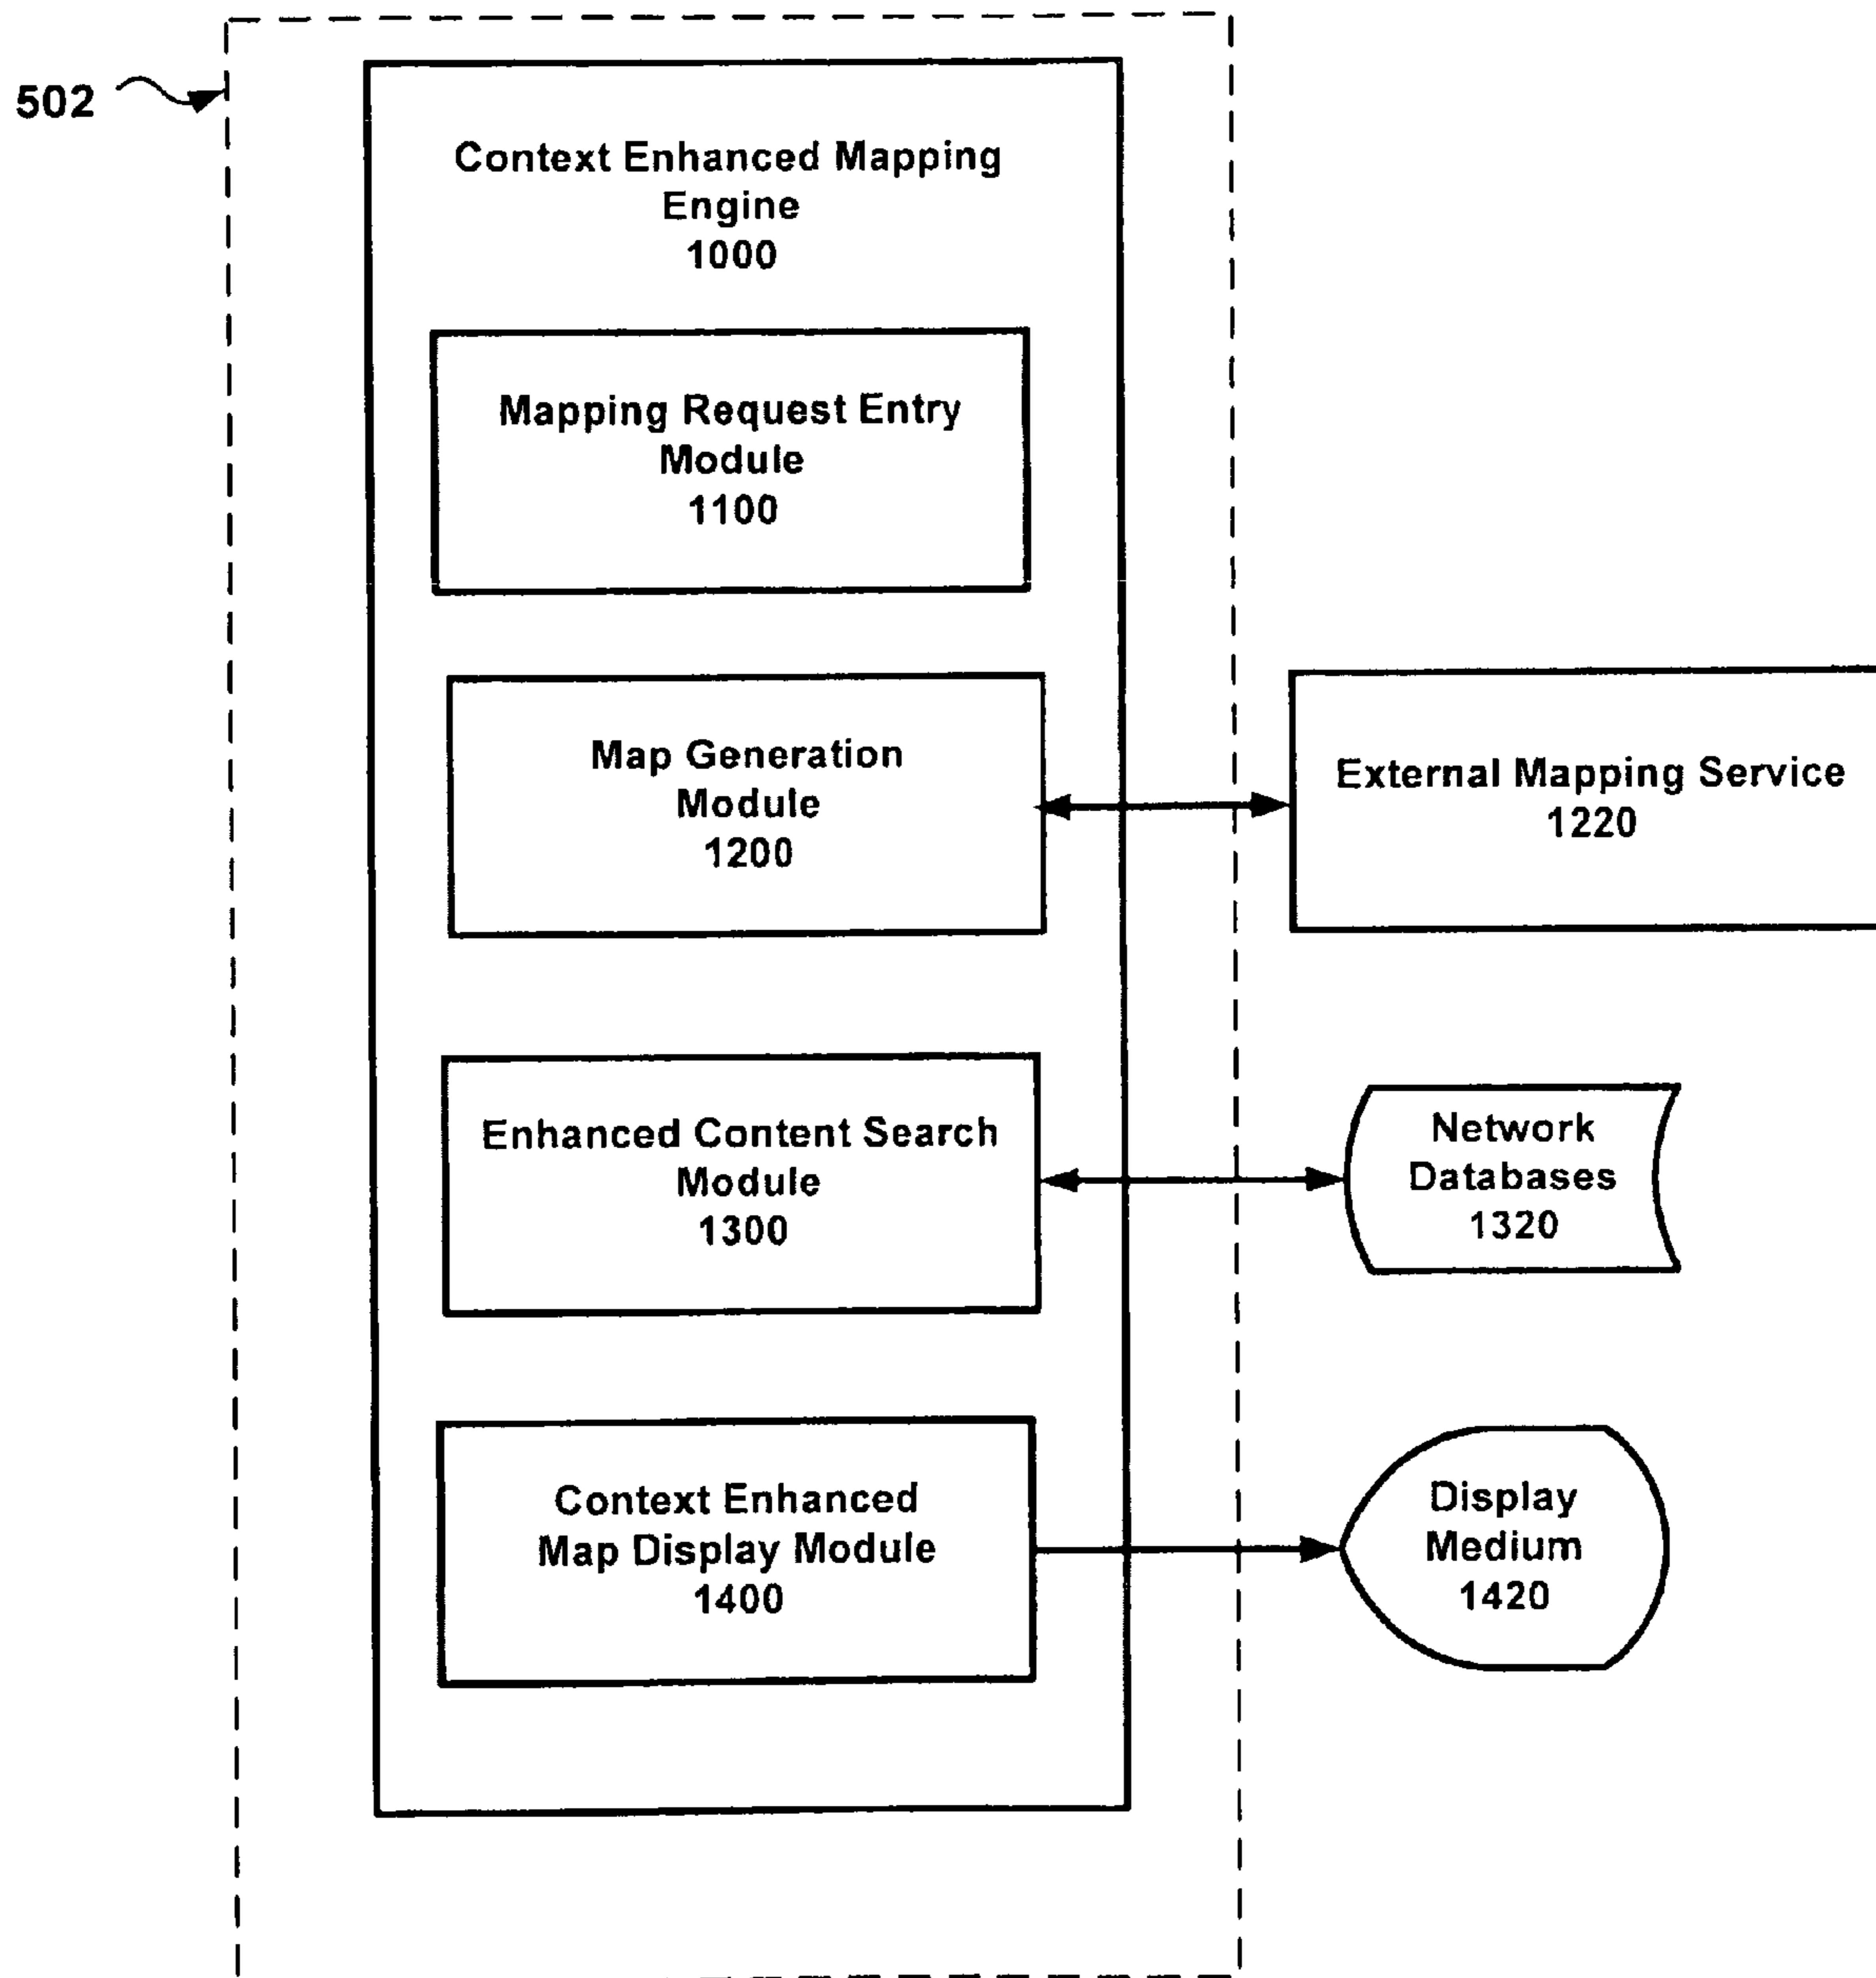 502
Context Enhanced Mapping
Engine
1000
Mapping Request Entry
Module
1100
Map Generation
Module
1200
External Mapping Service
1220
Enhanced Content Search
Module
1300
Network
Databases
1320
Context Enhanced
Map Display Module
1400
Display
Medium
1420